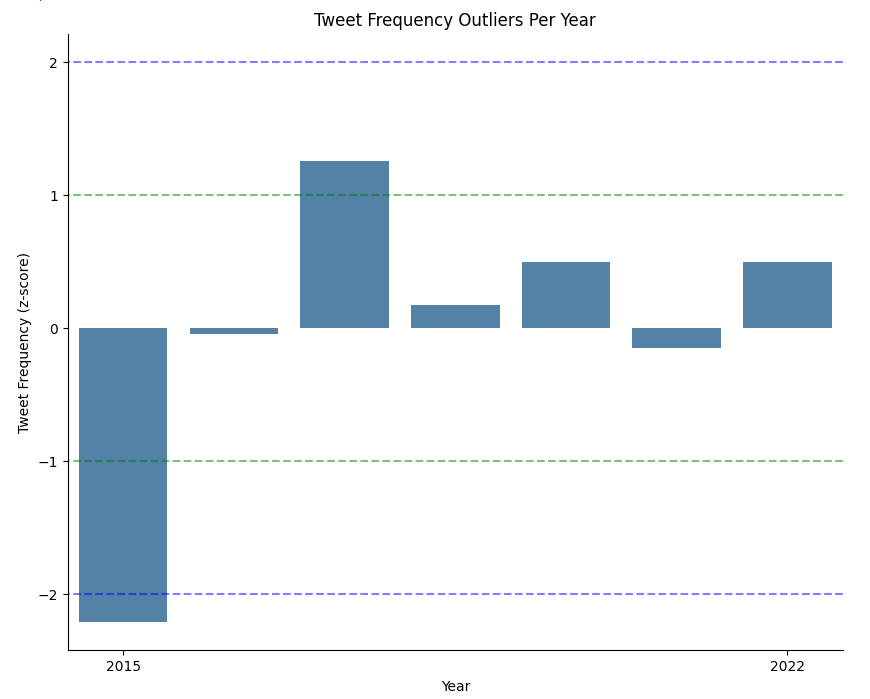 Tweet Frequency Outliers Per Year
2
1
0
−1
−2
Tweet Frequency (z-score)
2015
2022
Year